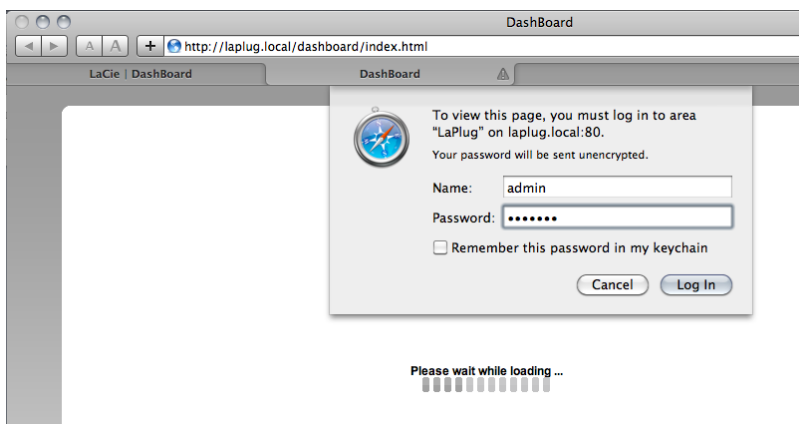 DashBoard
A A + http://laplug.local/dashboard/index.html
LaCie | DashBoard
DashBoard
To view this page, you must log in to area
"LaPlug" on laplug.local:80.
Your password will be sent unencrypted.
Name: admin
Password: •••••••
Remember this password in my keychain
Cancel Log In
Please wait while loading ...